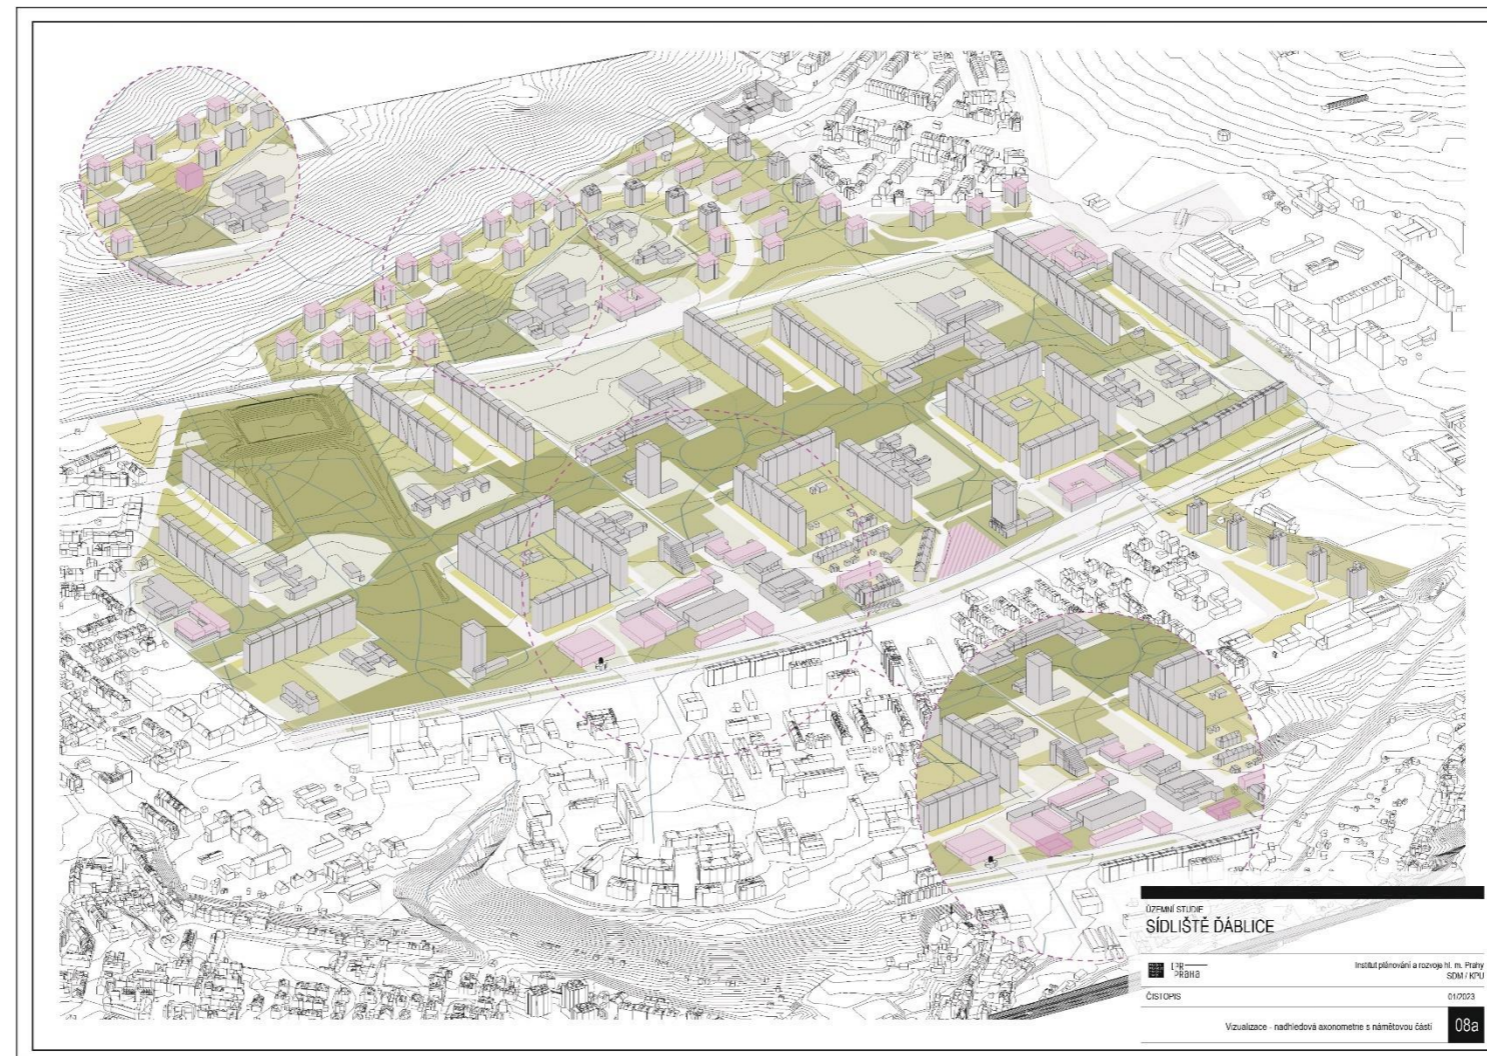 ÚZEMNÍ STUDIE
SÍDLIŠTĚ ĎÁBLICE
IPR
PRAHA
Institut plánování a rozvoje hl. m. Prahy
SDM / KPU
ČISTOPIS
01/2023
Vizualizace - nadhledová axonometrie s námětovou částí
08a